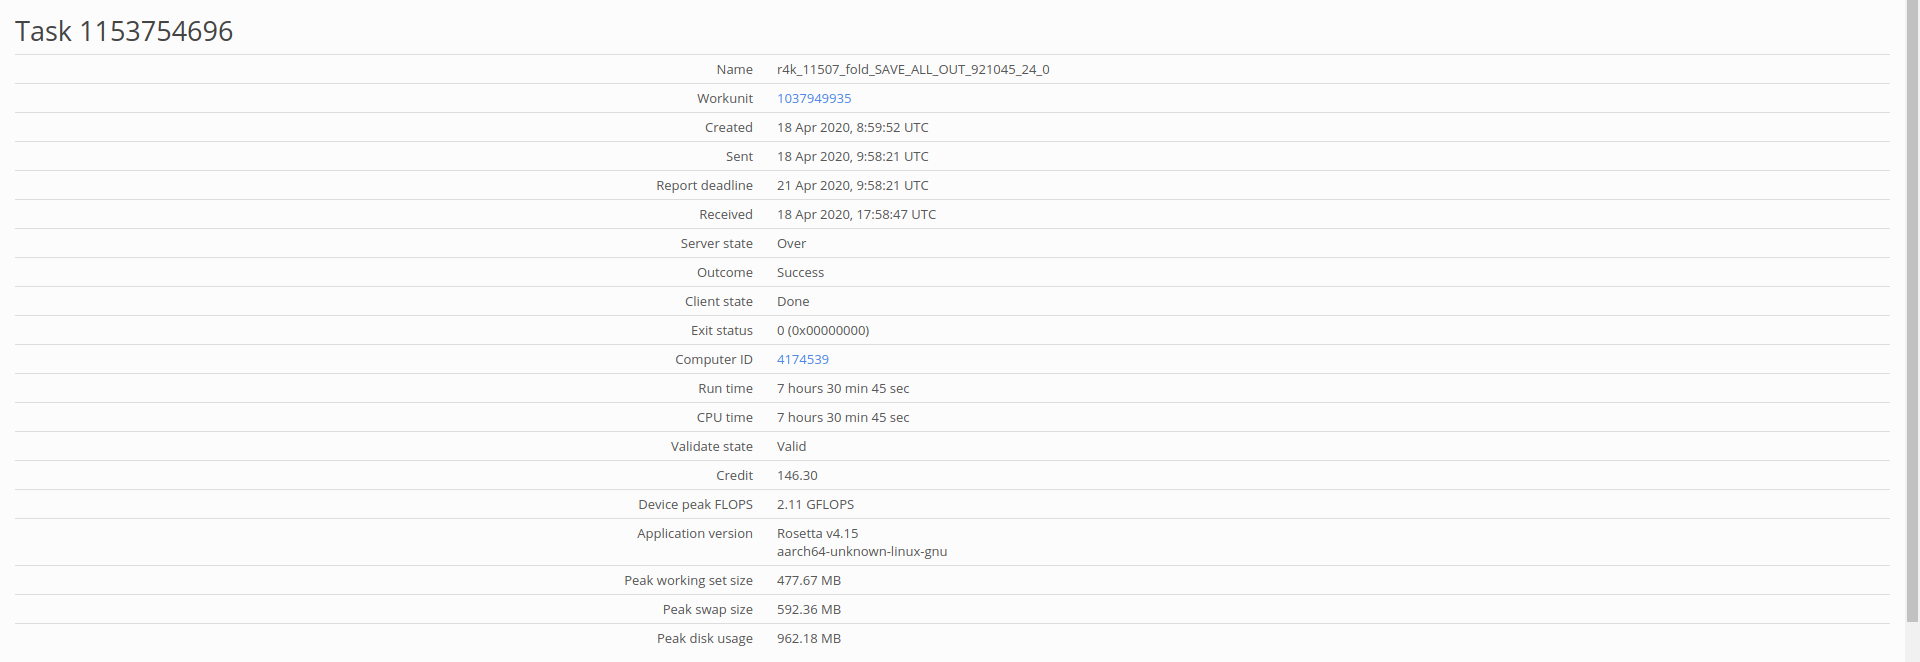 Task 1153754696
Name r4k_11507_fold_SAVE_ALL_OUT_921045_24_0
Workunit 1037949935
Created 18 Apr 2020, 8:59:52 UTC
Sent 18 Apr 2020, 9:58:21 UTC
Report deadline 21 Apr 2020, 9:58:21 UTC
Received 18 Apr 2020, 17:58:47 UTC
Server state Over
Outcome Success
Client state Done
Exit status 0 (0x00000000)
Computer ID 4174539
Run time 7 hours 30 min 45 sec
CPU time 7 hours 30 min 45 sec
Validate state Valid
Credit 146.30
Device peak FLOPS 2.11 GFLOPS
Application version Rosetta v4.15
aarch64-unknown-linux-gnu
Peak working set size 477.67 MB
Peak swap size 592.36 MB
Peak disk usage 962.18 MB